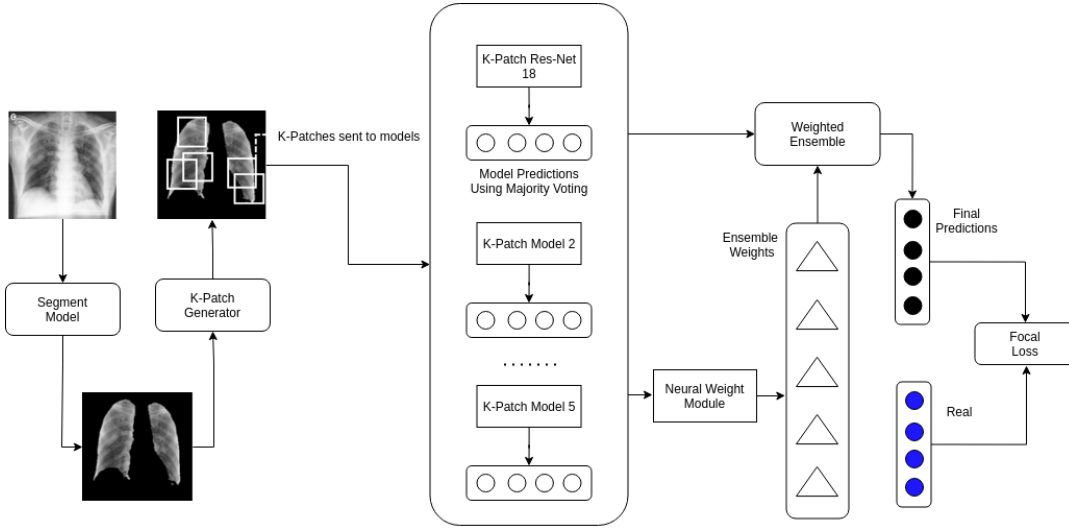 K-Patch Res-Net
18
Model Predictions
Using Majority Voting
K-Patch Model 2
.......
K-Patch Model 5
K-Patches sent to models
Segment
Model
K-Patch
Generator
Weighted
Ensemble
Ensemble
Weights
Neural Weight
Module
Final
Predictions
Focal
Loss
Real